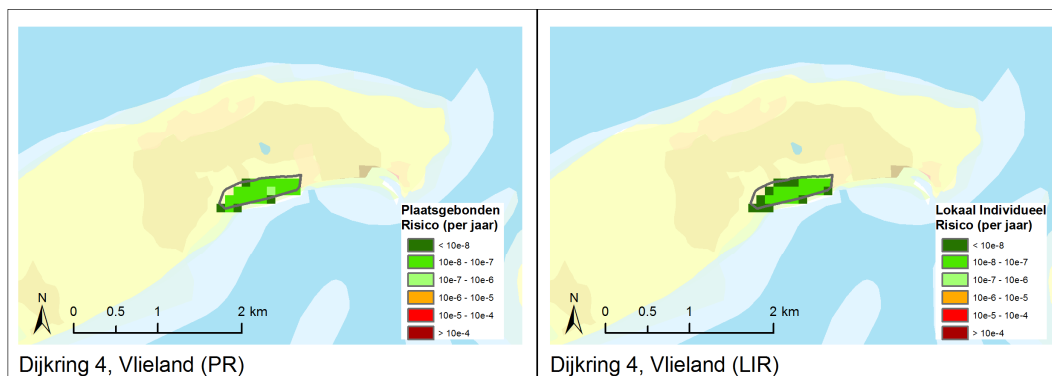 Plaatsgebonden
Risico (per jaar)
< 10e-8
10e-8 - 10e-7
10e-7 - 10e-6
10e-6 - 10e-5
10e-5 - 10e-4
> 10e-4
N
0 0.5 1 2 km
Dijkring 4, Vlieland (PR)
Lokaal Individueel
Risico (per jaar)
< 10e-8
10e-8 - 10e-7
10e-7 - 10e-6
10e-6 - 10e-5
10e-5 - 10e-4
> 10e-4
N
0 0.5 1 2 km
Dijkring 4, Vlieland (LIR)